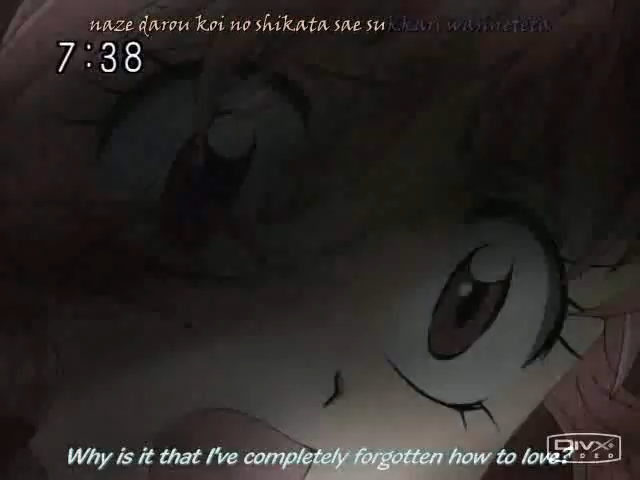 naze darou koi no shikata sae sukkari wasureteta
7:38
Why is it that I've completely forgotten how to love?
DIVX
VIDEO